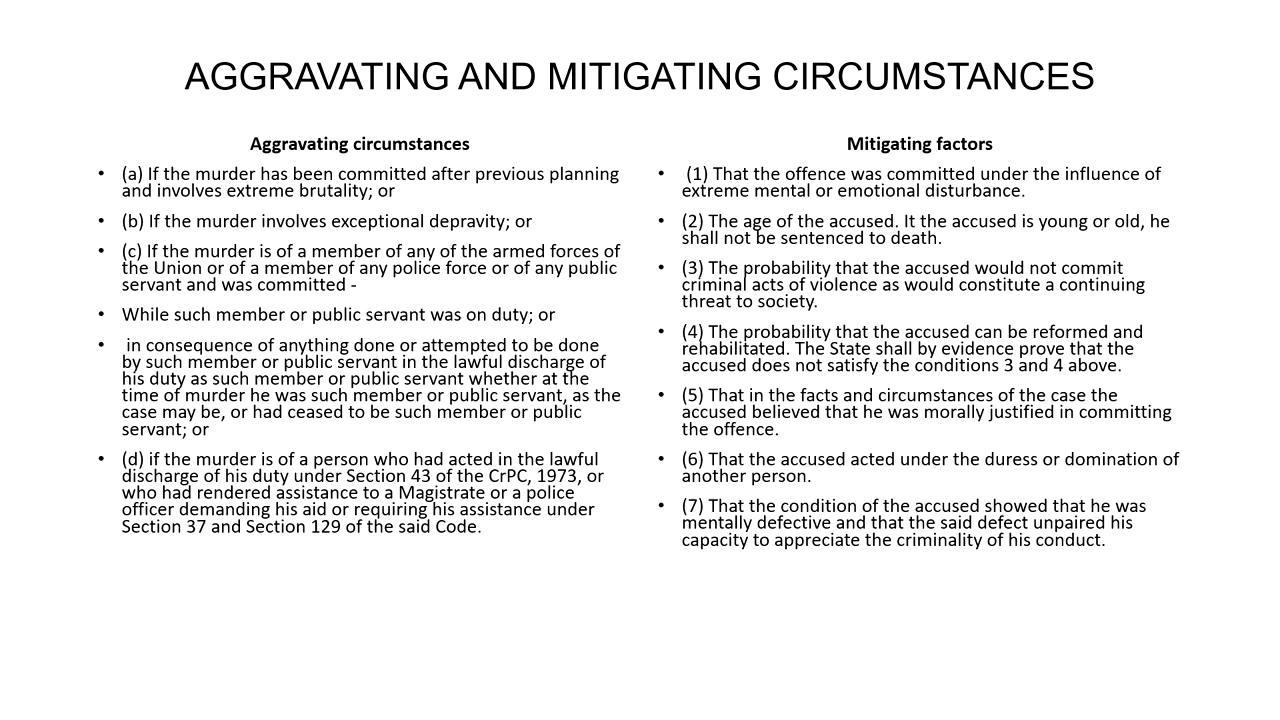 AGGRAVATING AND MITIGATING CIRCUMSTANCES
Aggravating circumstances
• (a) If the murder has been committed after previous planning
and involves extreme brutality; or
• (b) If the murder involves exceptional depravity; or
• (c) If the murder is of a member of any of the armed forces of
the Union or of a member of any police force or of any public
servant and was committed -
• While such member or public servant was on duty; or
• in consequence of anything done or attempted to be done
by such member or public servant in the lawful discharge of
his duty as such member or public servant whether at the
time of murder he was such member or public servant, as the
case may be, or had ceased to be such member or public
servant; or
• (d) if the murder is of a person who had acted in the lawful
discharge of his duty under Section 43 of the CrPC, 1973, or
who had rendered assistance to a Magistrate or a police
officer demanding his aid or requiring his assistance under
Section 37 and Section 129 of the said Code.
Mitigating factors
• (1) That the offence was committed under the influence of
extreme mental or emotional disturbance.
• (2) The age of the accused. It the accused is young or old, he
shall not be sentenced to death.
• (3) The probability that the accused would not commit
criminal acts of violence as would constitute a continuing
threat to society.
• (4) The probability that the accused can be reformed and
rehabilitated. The State shall by evidence prove that the
accused does not satisfy the conditions 3 and 4 above.
• (5) That in the facts and circumstances of the case the
accused believed that he was morally justified in committing
the offence.
• (6) That the accused acted under the duress or domination of
another person.
• (7) That the condition of the accused showed that he was
mentally defective and that the said defect unpaired his
capacity to appreciate the criminality of his conduct.